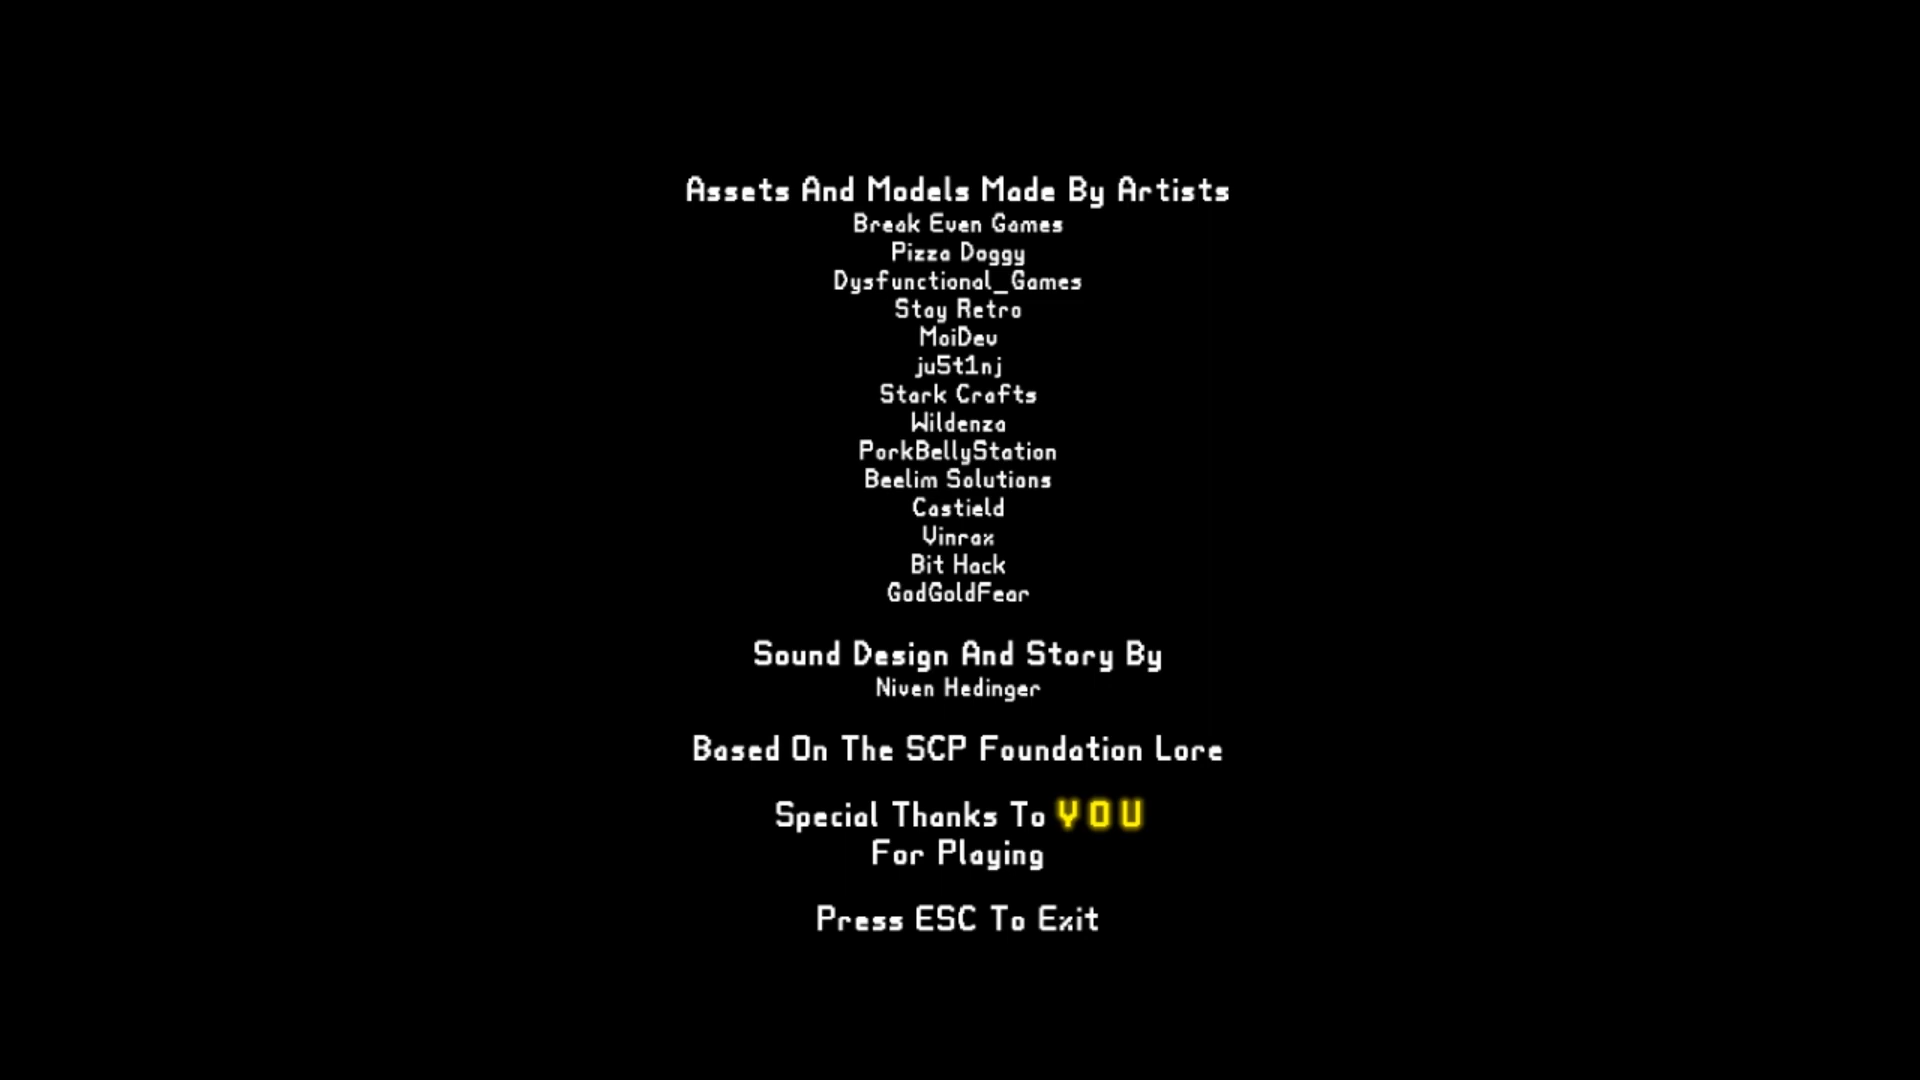 Assets And Models Made By Artists
Break Even Games
Pizza Doggy
Dysfunctional_Games
Stay Retro
MoiDev
ju5t1nj
Stark Crafts
Wildenza
PorkBellyStation
Beelim Solutions
Castield
Vinrax
Bit Hack
GodGoldFear
Sound Design And Story By
Niven Hedinger
Based On The SCP Foundation Lore
Special Thanks To Y O U
For Playing
Press ESC To Exit